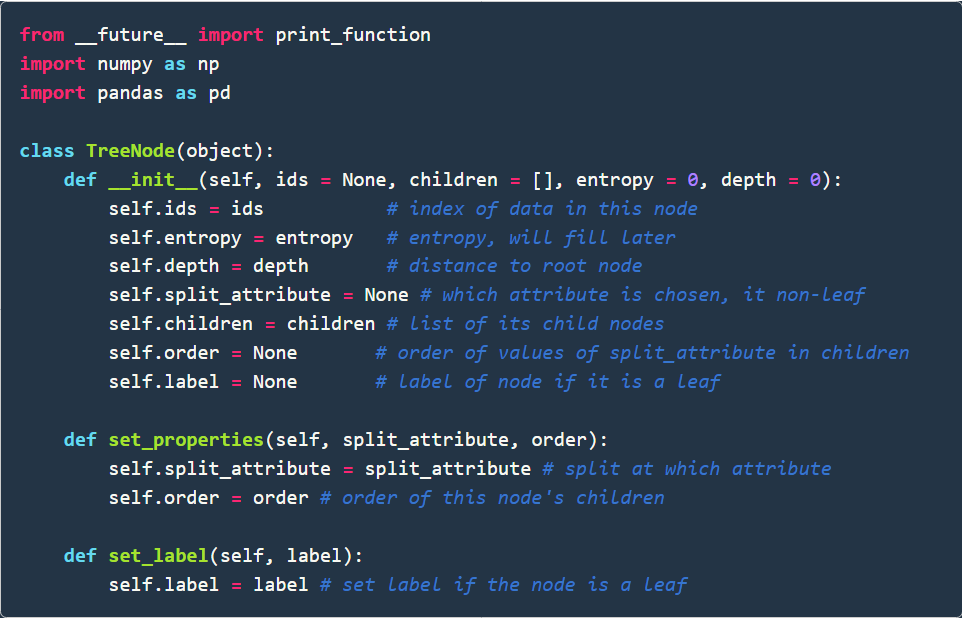 from __future__ import print_function
import numpy as np
import pandas as pd

class TreeNode(object):
    def __init__(self, ids = None, children = [], entropy = 0, depth = 0):
        self.ids = ids           # index of data in this node
        self.entropy = entropy   # entropy, will fill later
        self.depth = depth       # distance to root node
        self.split_attribute = None # which attribute is chosen, it non-leaf
        self.children = children # list of its child nodes
        self.order = None       # order of values of split_attribute in children
        self.label = None       # label of node if it is a leaf

    def set_properties(self, split_attribute, order):
        self.split_attribute = split_attribute # split at which attribute
        self.order = order # order of this node's children

    def set_label(self, label):
        self.label = label # set label if the node is a leaf